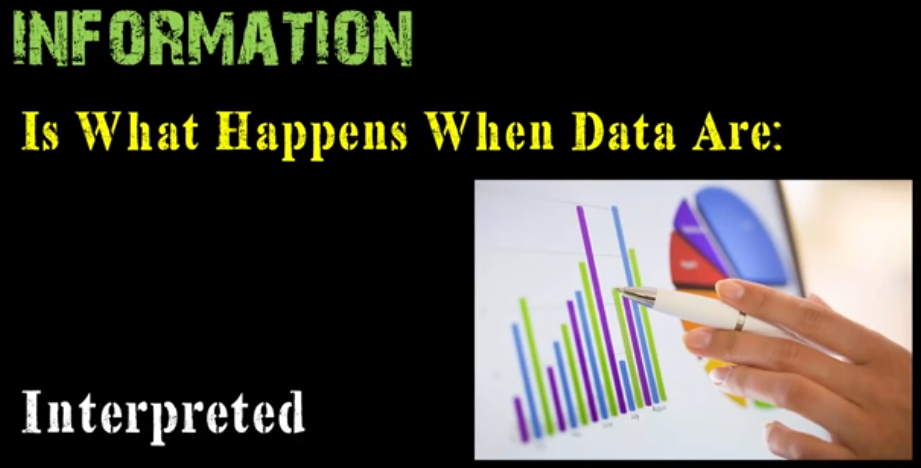 INFORMATION
Is What Happens When Data Are:
Interpreted